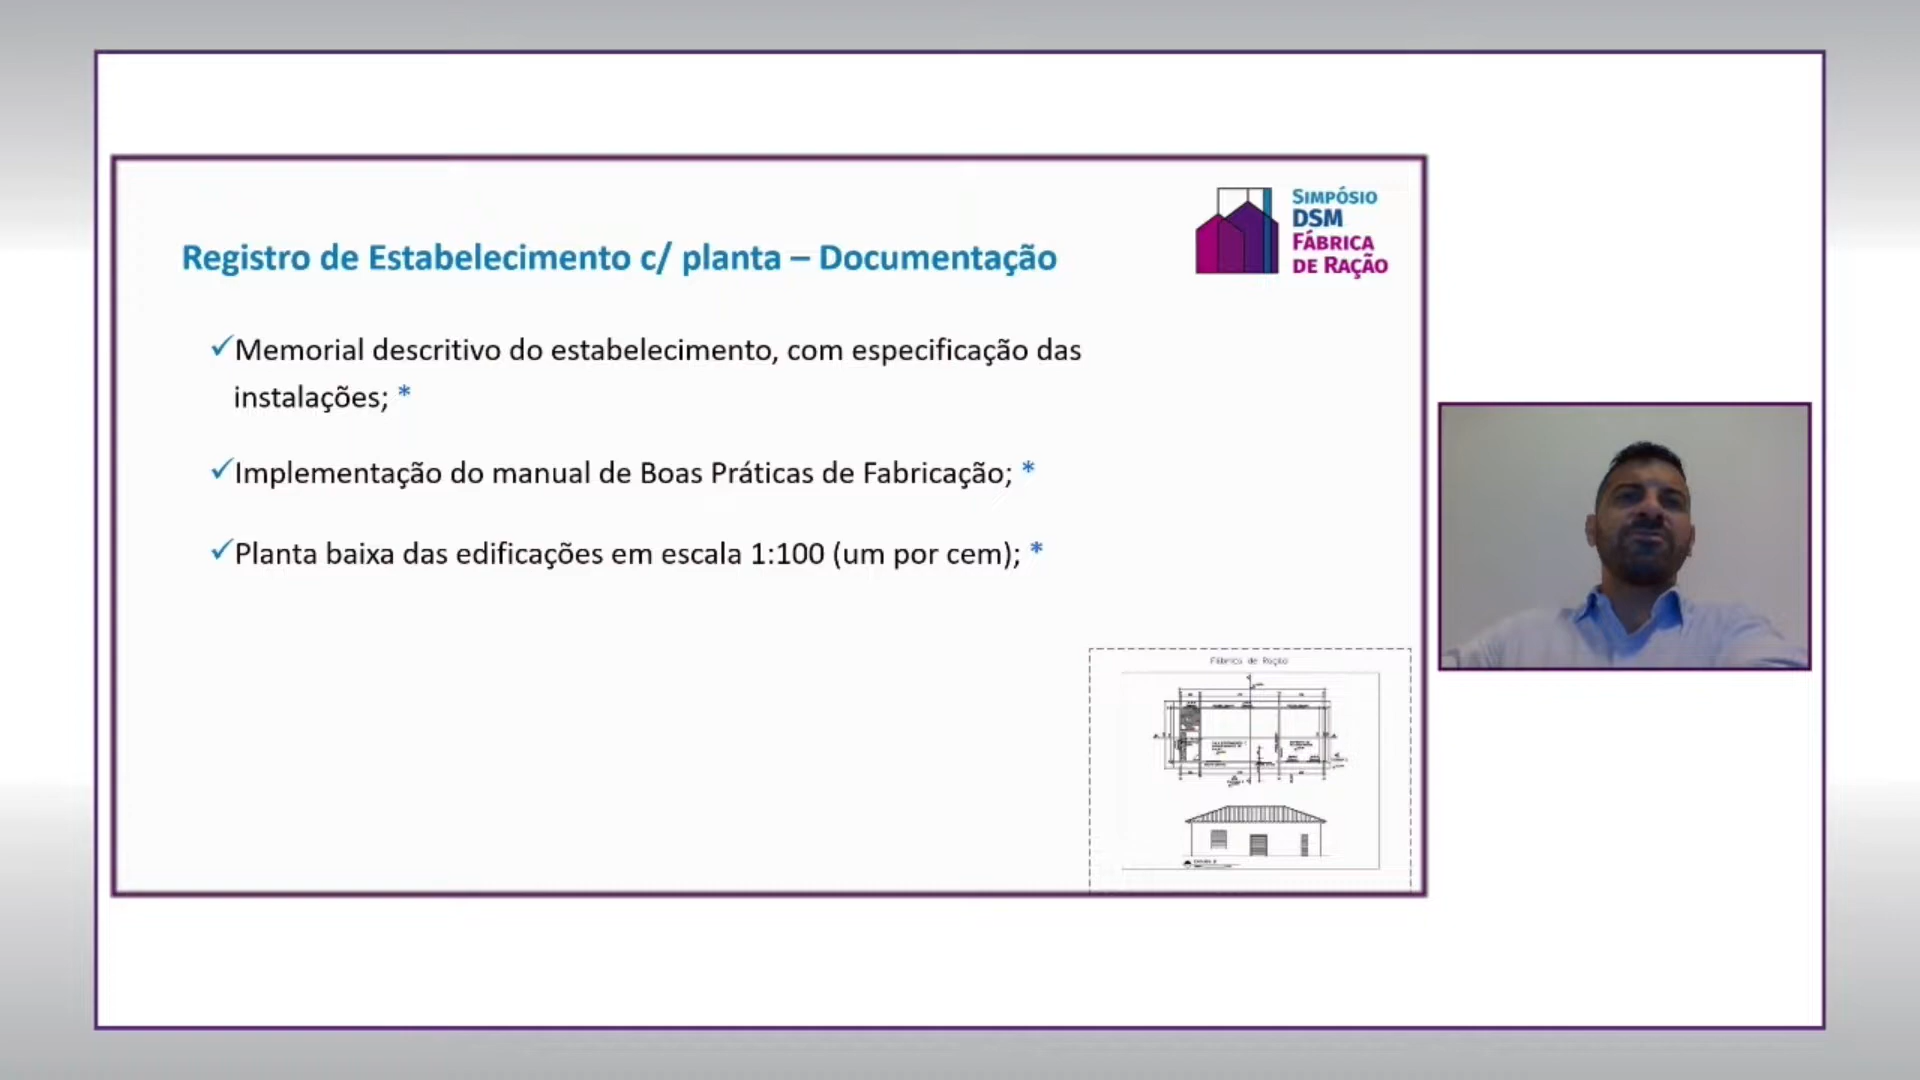 SIMPÓSIO
DSM
FÁBRICA
DE RAÇÃO
Registro de Estabelecimento c/ planta – Documentação
✓Memorial descritivo do estabelecimento, com especificação das
instalações; *
✓Implementação do manual de Boas Práticas de Fabricação; *
✓Planta baixa das edificações em escala 1:100 (um por cem); *
Fábrica de Ração